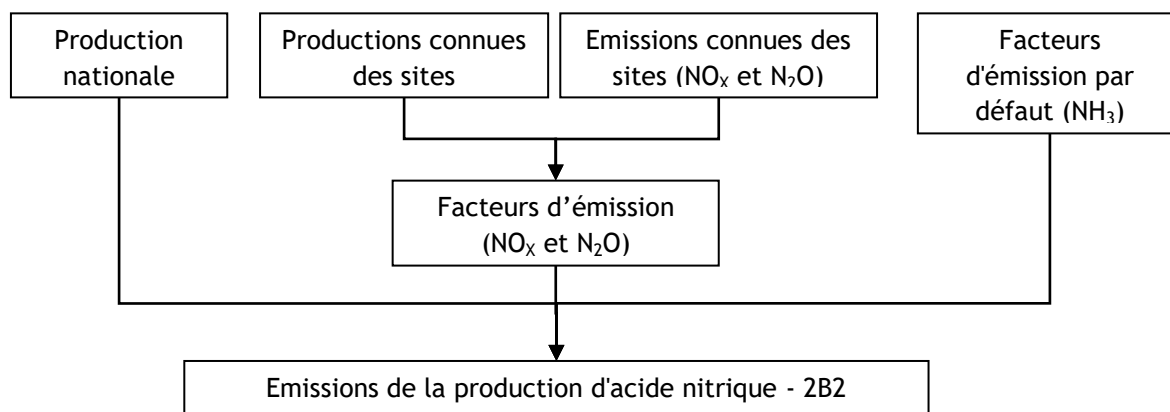 Production
nationale
Productions connues
des sites
Emissions connues des
sites (NOX et N2O)
Facteurs
d'émission par
défaut (NH3)
Facteurs d’émission
(NOX et N2O)
Emissions de la production d'acide nitrique - 2B2